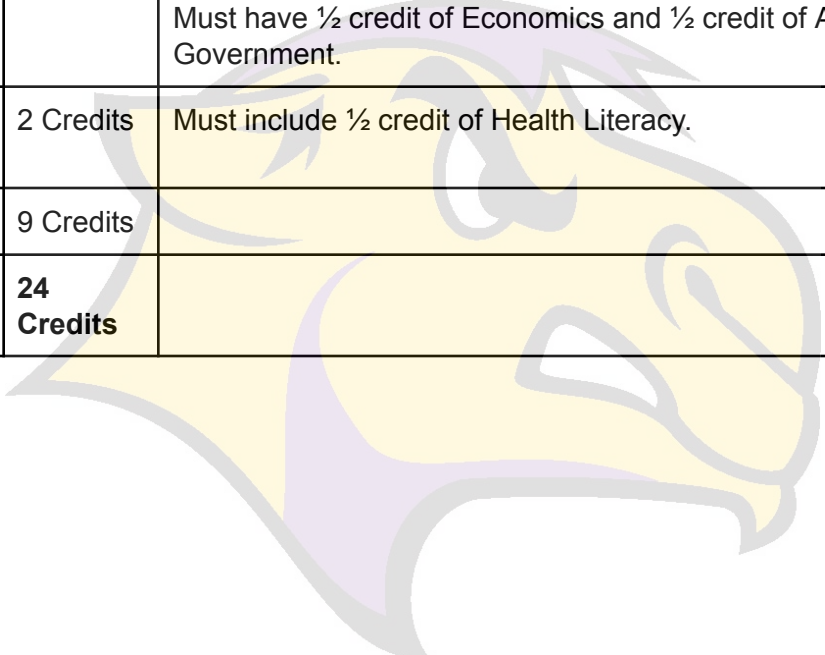 Must have ½ credit of Economics and ½ credit of
Government.
2 Credits Must include ½ credit of Health Literacy.
9 Credits
24
Credits